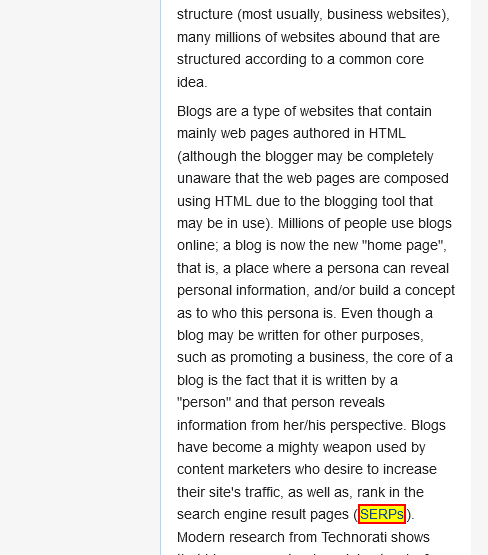 structure (most usually, business websites),
many millions of websites abound that are
structured according to a common core
idea.
Blogs are a type of websites that contain
mainly web pages authored in HTML
(although the blogger may be completely
unaware that the web pages are composed
using HTML due to the blogging tool that
may be in use). Millions of people use blogs
online; a blog is now the new "home page",
that is, a place where a persona can reveal
personal information, and/or build a concept
as to who this persona is. Even though a
blog may be written for other purposes,
such as promoting a business, the core of a
blog is the fact that it is written by a
"person" and that person reveals
information from her/his perspective. Blogs
have become a mighty weapon used by
content marketers who desire to increase
their site's traffic, as well as, rank in the
search engine result pages (SERPs).
Modern research from Technorati shows